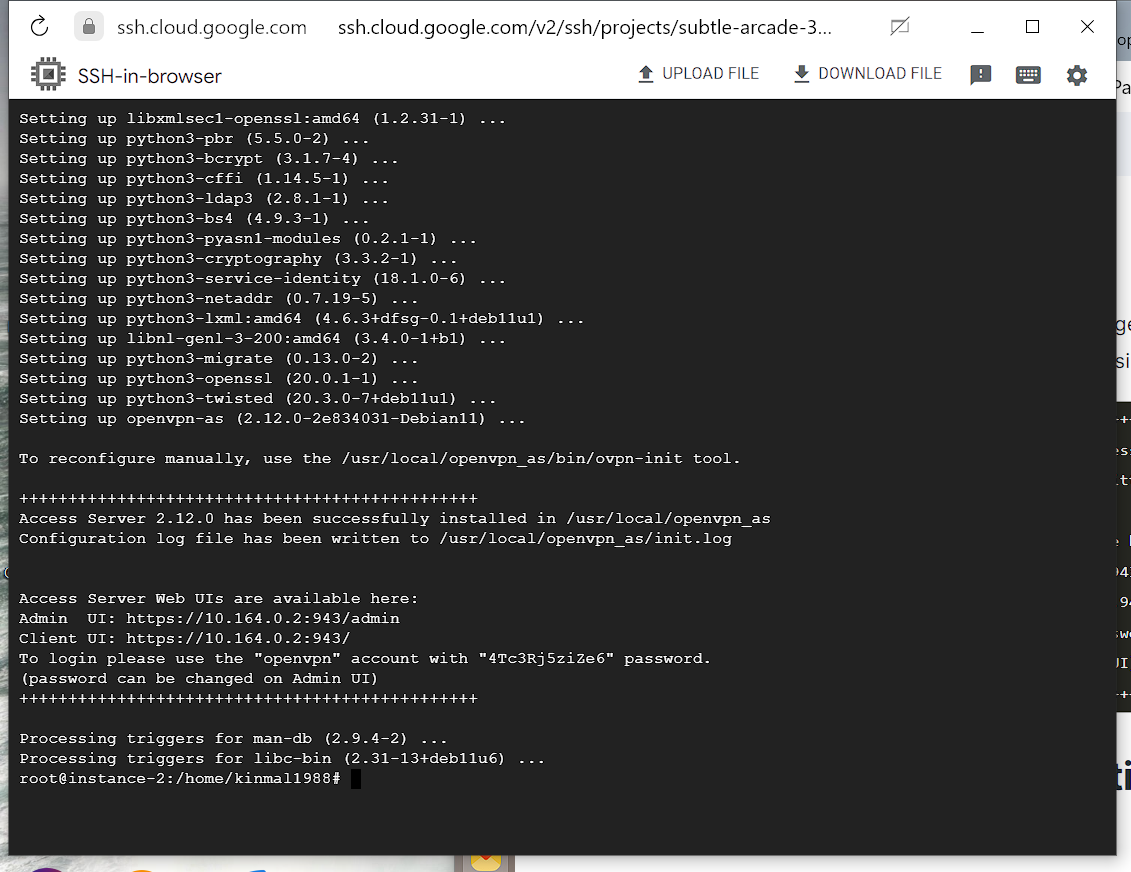 ssh.cloud.google.com ssh.cloud.google.com/v2/ssh/projects/subtle-arcade-3...
SSH-in-browser UPLOAD FILE DOWNLOAD FILE
Setting up libxmlsec1-openssl:amd64 (1.2.31-1) ...
Setting up python3-pbr (5.5.0-2) ...
Setting up python3-bcrypt (3.1.7-4) ...
Setting up python3-cffi (1.14.5-1) ...
Setting up python3-ldap3 (2.8.1-1) ...
Setting up python3-bs4 (4.9.3-1) ...
Setting up python3-pyasn1-modules (0.2.1-1) ...
Setting up python3-cryptography (3.3.2-1) ...
Setting up python3-service-identity (18.1.0-6) ...
Setting up python3-netaddr (0.7.19-5) ...
Setting up python3-lxml:amd64 (4.6.3+dfsg-0.1+deb11u1) ...
Setting up libnl-genl-3-200:amd64 (3.4.0-1+b1) ...
Setting up python3-migrate (0.13.0-2) ...
Setting up python3-openssl (20.0.1-1) ...
Setting up python3-twisted (20.3.0-7+deb11u1) ...
Setting up openvpn-as (2.12.0-2e834031-Debian11) ...
To reconfigure manually, use the /usr/local/openvpn_as/bin/ovpn-init tool.
+++++++++++++++++++++++++++++++++++++++++++++++
Access Server 2.12.0 has been successfully installed in /usr/local/openvpn_as
Configuration log file has been written to /usr/local/openvpn_as/init.log
Access Server Web UIs are available here:
Admin  UI: https://10.164.0.2:943/admin
Client UI: https://10.164.0.2:943/
To login please use the "openvpn" account with "4Tc3Rj5ziZe6" password.
(password can be changed on Admin UI)
+++++++++++++++++++++++++++++++++++++++++++++++
Processing triggers for man-db (2.9.4-2) ...
Processing triggers for libc-bin (2.31-13+deb11u6) ...
root@instance-2:/home/kinmal1988#